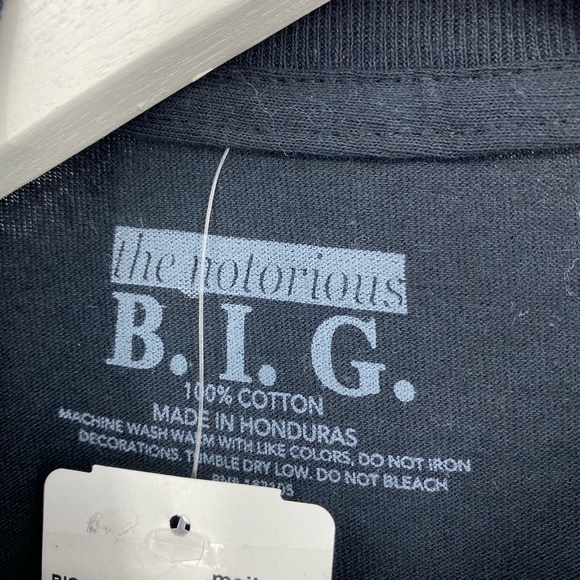 the notorious
B. I. G.
100% COTTON
MADE IN HONDURAS
MACHINE WASH WARM WITH LIKE COLORS, DO NOT IRON
DECORATIONS. TUMBLE DRY LOW. DO NOT BLEACH